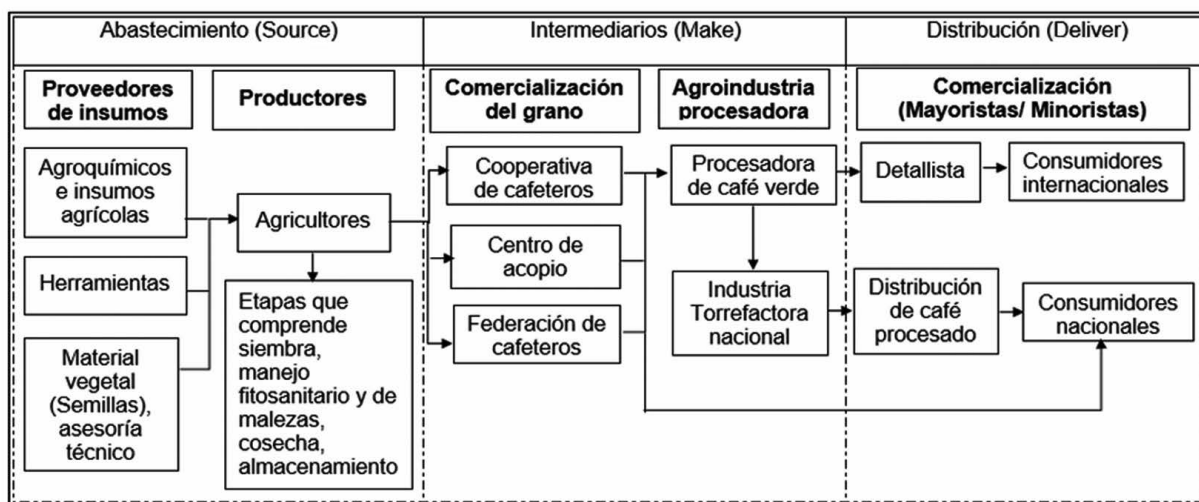 Abastecimiento (Source)
Intermediarios (Make)
Distribución (Deliver)
Proveedores
de insumos
Productores
Comercialización
del grano
Agroindustria
procesadora
Comercialización
(Mayoristas/ Minoristas)
Agroquímicos
e insumos
agrícolas
Herramientas
Material
vegetal
(Semillas),
asesoría
técnico
Agricultores
Etapas que
comprende
siembra,
manejo
fitosanitario y de
malezas,
cosecha,
almacenamiento
Cooperativa
de cafeteros
Centro de
acopio
Federación de
cafeteros
Procesadora
de café verde
Industria
Torrefactora
nacional
Detallista
Consumidores
internacionales
Distribución
de café
procesado
Consumidores
nacionales